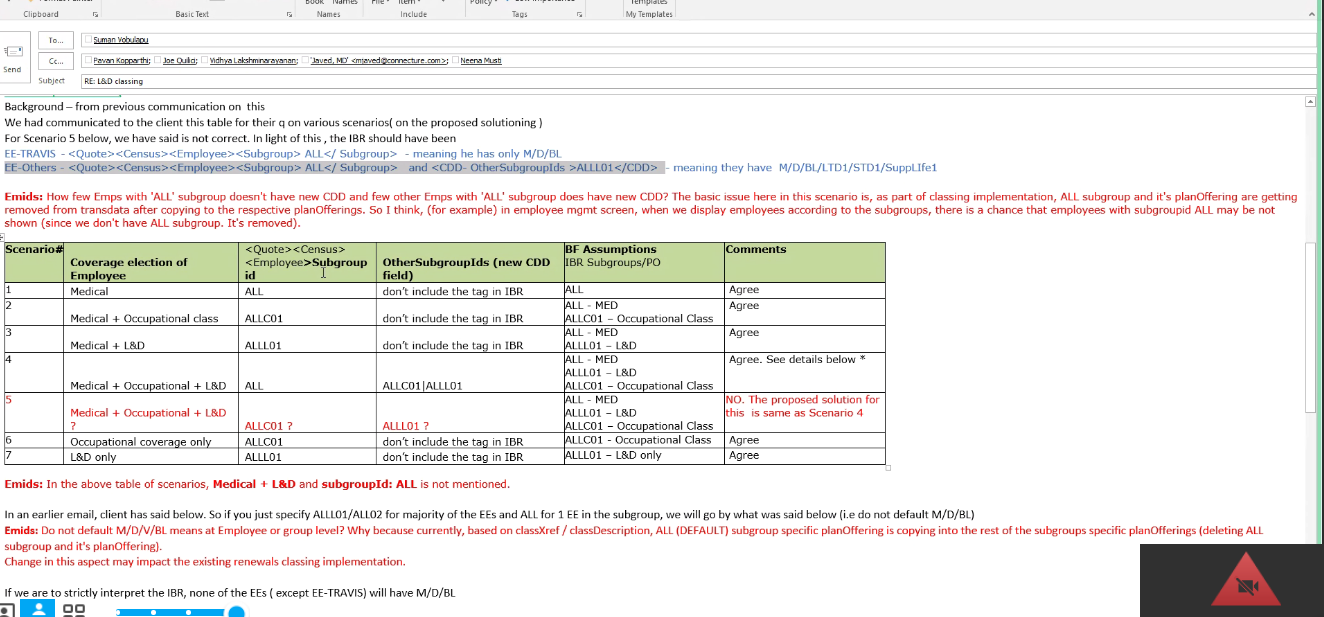 Book Names File Item Policy Templates
Clipboard Basic Text Names Include Tags My Templates
To... Suman Vobulapu
Send Cc... Pavan Kopparthi; Joe Quilici; Vidhya Lakshminarayanan; 'Javed, MD' <mjaved@connecture.com>; Neena Musti
Subject RE: L&D classing
Background – from previous communication on this
We had communicated to the client this table for their q on various scenarios( on the proposed solutioning )
For Scenario 5 below, we have said is not correct. In light of this , the IBR should have been
EE-TRAVIS - <Quote><Census><Employee><Subgroup> ALL</ Subgroup> - meaning he has only M/D/BL
EE-Others - <Quote><Census><Employee><Subgroup> ALL</ Subgroup> and <CDD- OtherSubgroupIds >ALLL01</CDD> - meaning they have M/D/BL/LTD1/STD1/SuppLIfe1
Emids: How few Emps with 'ALL' subgroup doesn't have new CDD and few other Emps with 'ALL' subgroup does have new CDD? The basic issue here in this scenario is, as part of classing implementation, ALL subgroup and it's planOffering are getting
removed from transdata after copying to the respective planOfferings. So I think, (for example) in employee mgmt screen, when we display employees according to the subgroups, there is a chance that employees with subgroupid ALL may be not
shown (since we don't have ALL subgroup. It's removed).
Scenario# Coverage election of Employee <Quote><Census><Employee>Subgroup id OtherSubgroupIds (new CDD field) BF Assumptions IBR Subgroups/PO Comments
1 Medical ALL don't include the tag in IBR ALL Agree
2 Medical + Occupational class ALLC01 don't include the tag in IBR ALL - MED ALLC01 – Occupational Class Agree
3 Medical + L&D ALLL01 don't include the tag in IBR ALL - MED ALLL01 – L&D Agree
4 Medical + Occupational + L&D ALL ALLC01|ALLL01 ALL - MED ALLL01 – L&D ALLC01 – Occupational Class Agree. See details below *
5 Medical + Occupational + L&D ? ALLC01 ? ALLL01 ? ALL - MED ALLL01 – L&D ALLC01 – Occupational Class NO. The proposed solution for this is same as Scenario 4
6 Occupational coverage only ALLC01 don't include the tag in IBR ALLC01 - Occupational Class Agree
7 L&D only ALLL01 don't include the tag in IBR ALLL01 – L&D only Agree
Emids: In the above table of scenarios, Medical + L&D and subgroupId: ALL is not mentioned.
In an earlier email, client has said below. So if you just specify ALLL01/ALL02 for majority of the EEs and ALL for 1 EE in the subgroup, we will go by what was said below (i.e do not default M/D/BL)
Emids: Do not default M/D/V/BL means at Employee or group level? Why because currently, based on classXref / classDescription, ALL (DEFAULT) subgroup specific planOffering is copying into the rest of the subgroups specific planOfferings (deleting ALL
subgroup and it's planOffering).
Change in this aspect may impact the existing renewals classing implementation.
If we are to strictly interpret the IBR, none of the EEs ( except EE-TRAVIS) will have M/D/BL